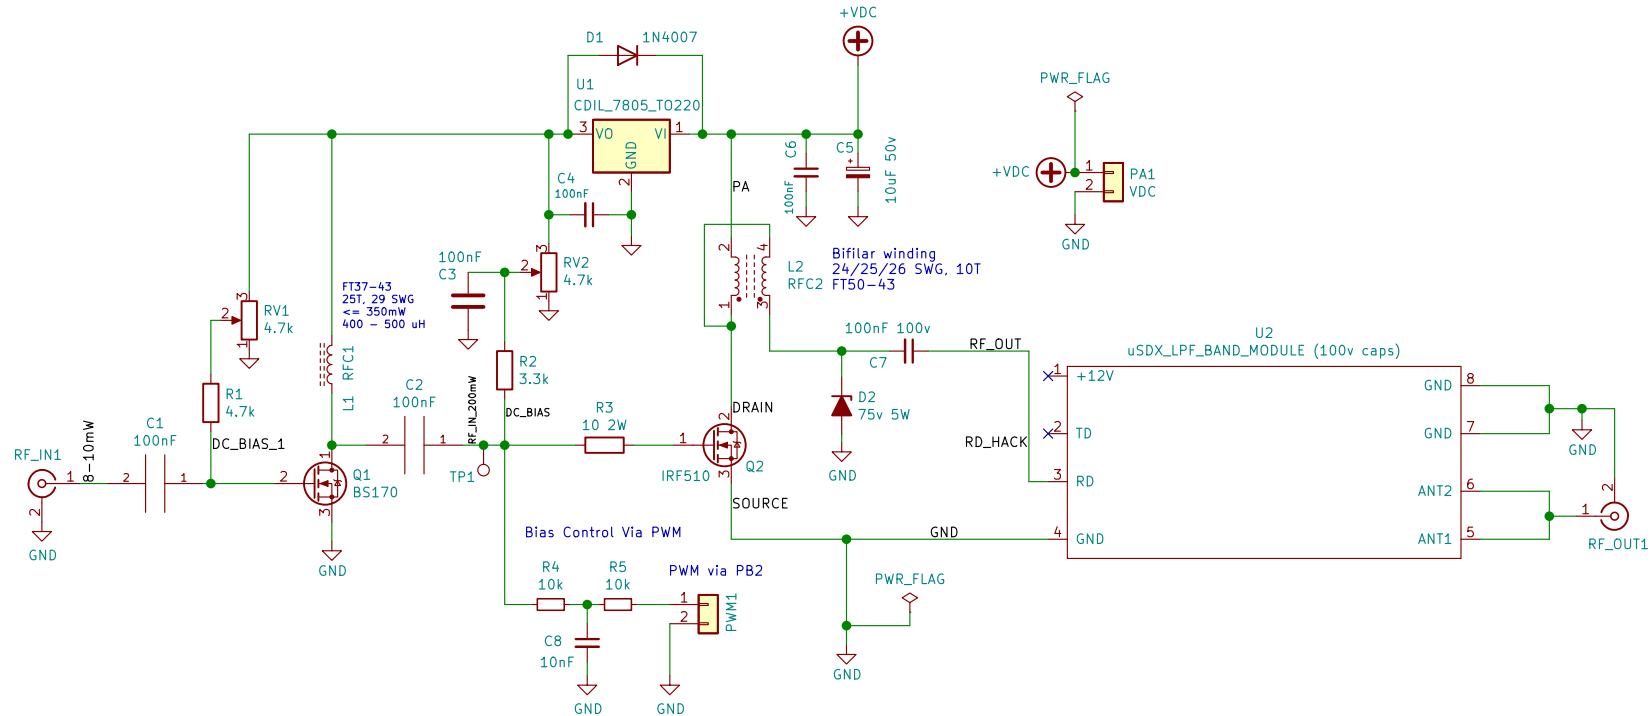 +VDC
D1 1N4007
U1
CDIL_7805_TO220
3 VO VI 1
GND
2
C4
100nF
C6
100nF
C5
10uF 50v
PWR_FLAG
+VDC
1
2
PA1
VDC
GND
PA
100nF
C3
3
2
1
RV2
4.7k
2 4
1 3
L2
RFC2
Bifilar winding
24/25/26 SWG, 10T
FT50-43
FT37-43
25T, 29 SWG
<= 350mW
400 - 500 uH
3
2
1
RV1
4.7k
L1 RFC1
R1
4.7k
R2
3.3k
C2
100nF
2 1
RF_IN_200mW
DC_BIAS
TP1
R3
10 2W
DRAIN
2
1
3
Q2
IRF510
SOURCE
100nF 100v
C7
RF_OUT
D2
75v 5W
GND
RD_HACK
U2
uSDX_LPF_BAND_MODULE (100v caps)
1 +12V
2 TD
3 RD
4 GND
GND 8
GND 7
ANT2 6
ANT1 5
GND
2
1
RF_OUT1
RF_IN1
1
2
GND
8-10mW
C1
100nF
2 1
DC_BIAS_1
2
1
3
Q1
BS170
GND
Bias Control Via PWM
PWM via PB2
R4
10k
R5
10k
1
2
PWM1
C8
10nF
GND
GND
GND
PWR_FLAG
GND